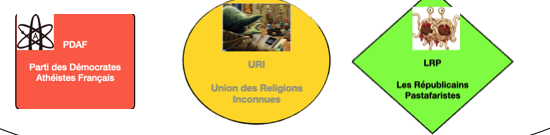 PDAF
Parti des Démocrates
Athéistes Français
URI
Union des Religions
Inconnues
LRP
Les Républicains
Pastafaristes